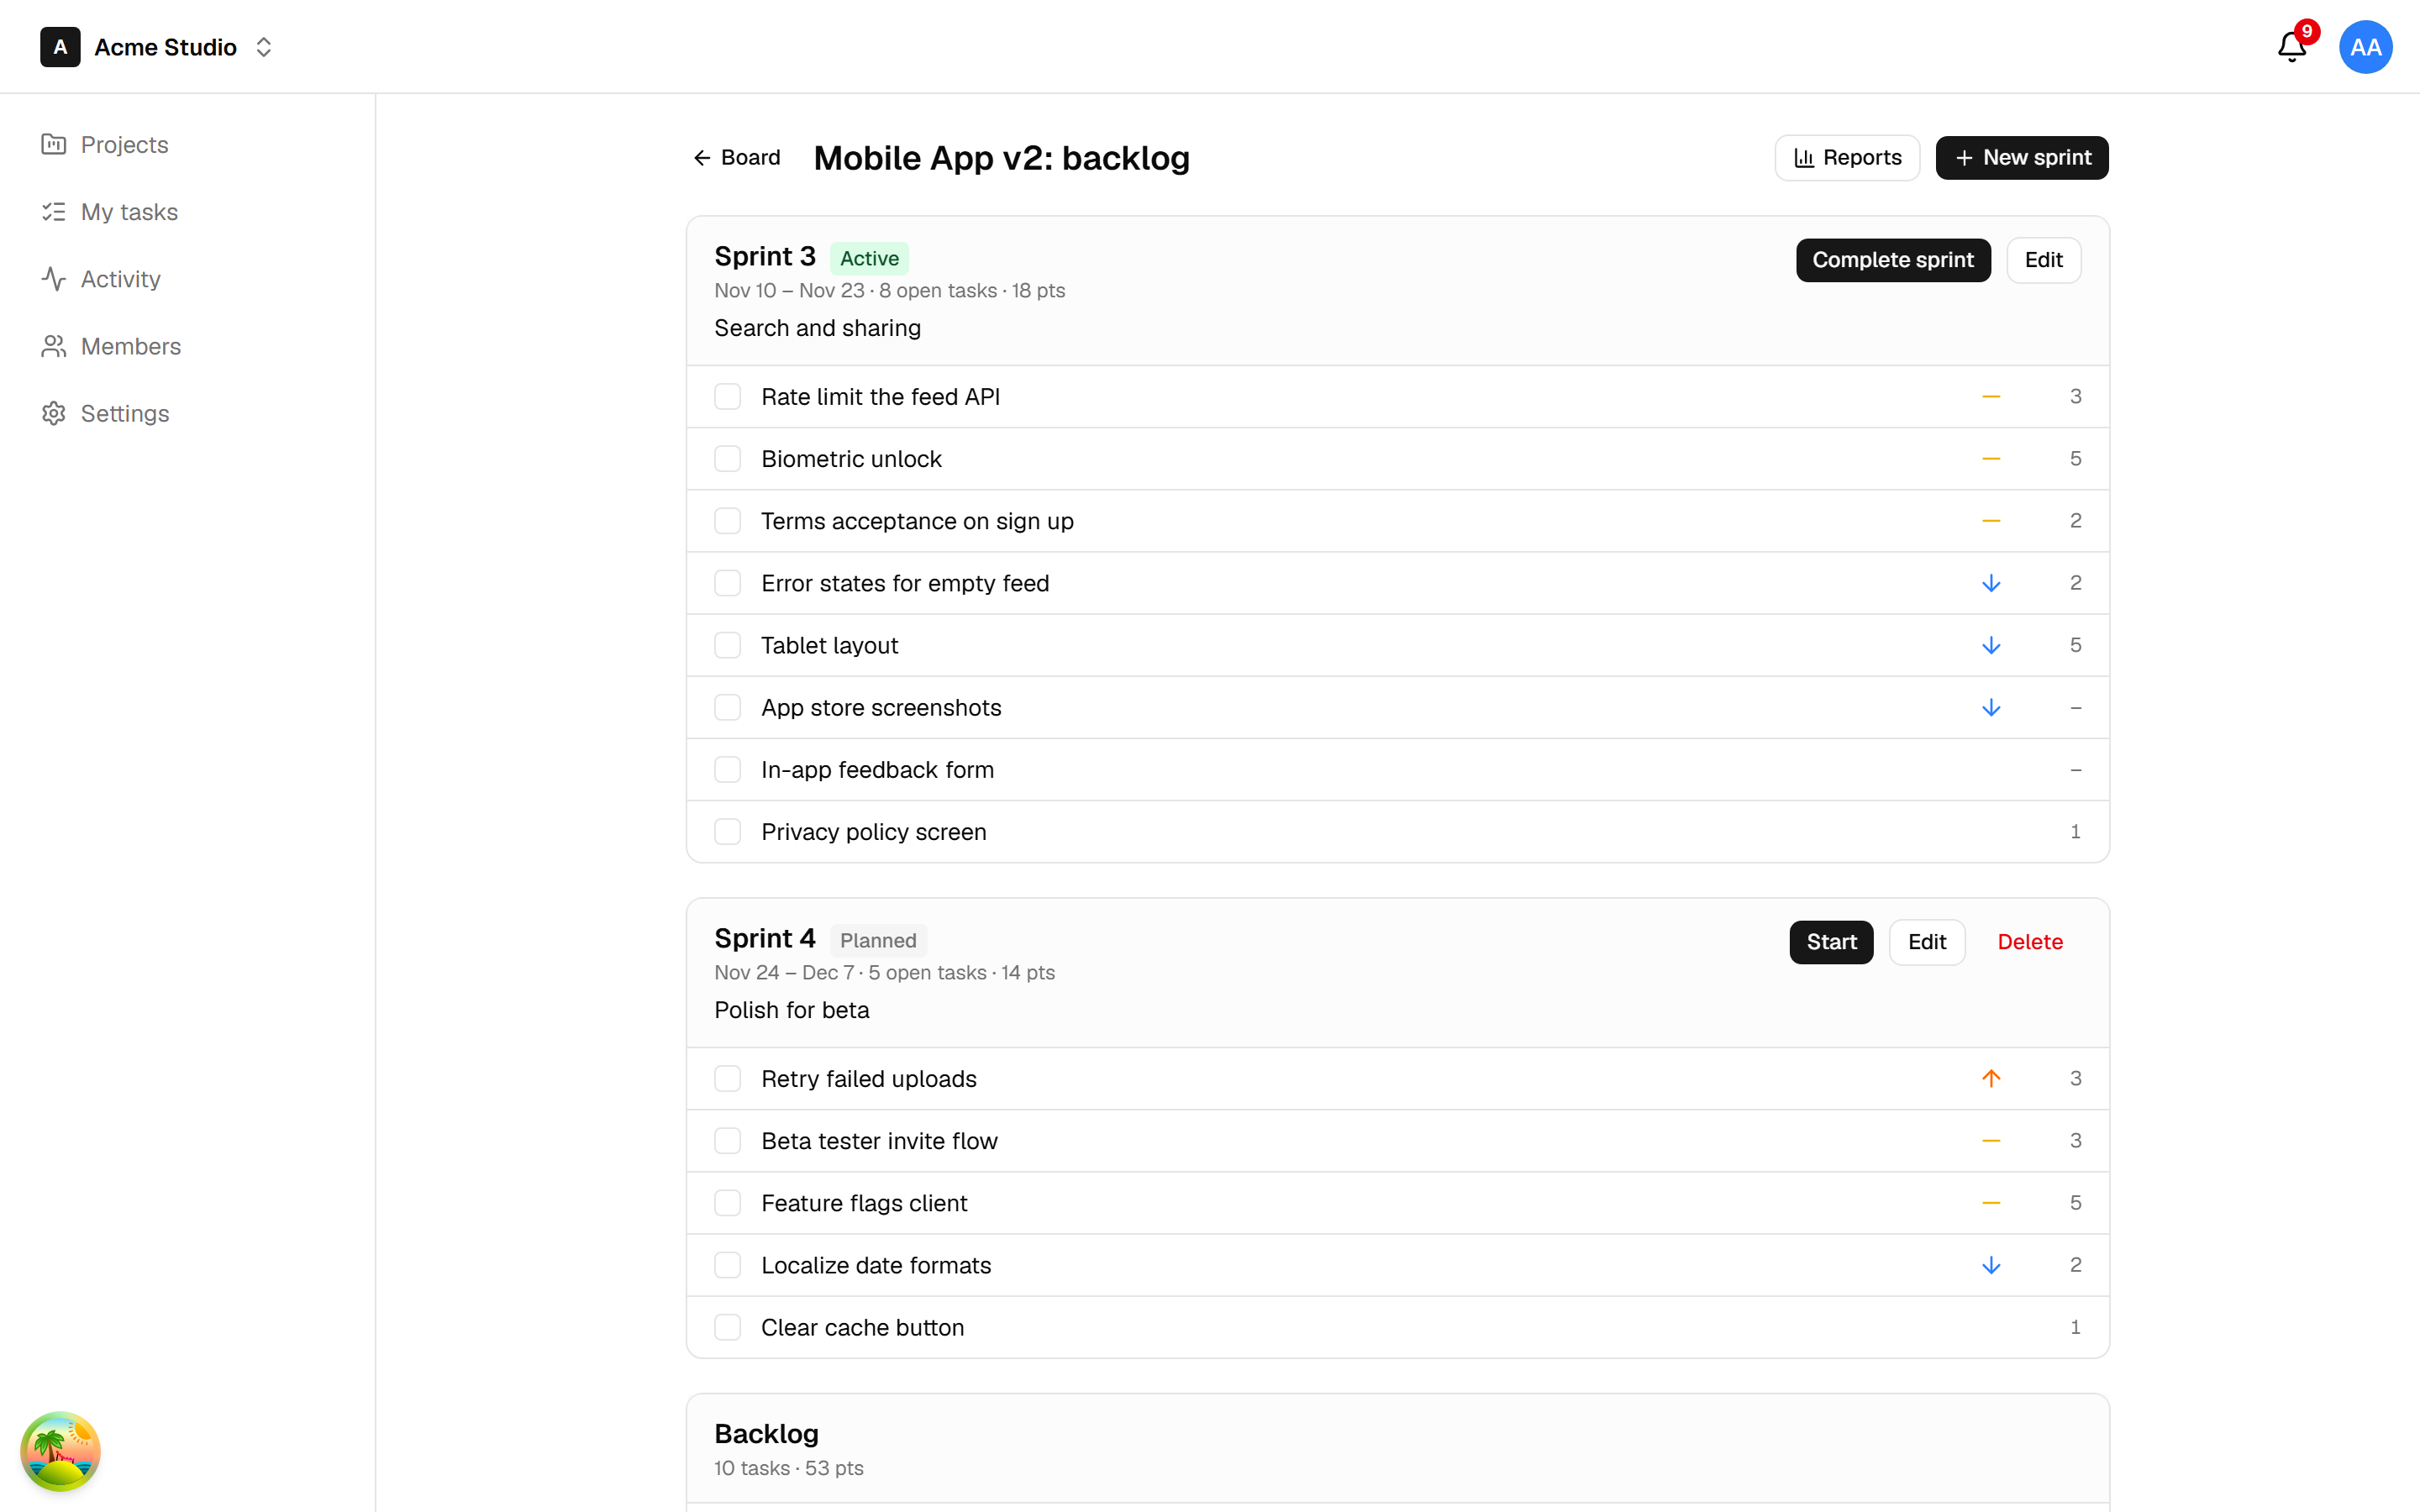 A Acme Studio
9
AA
Projects
My tasks
Activity
Members
Settings
Board
Mobile App v2: backlog
Reports
New sprint
Sprint 3 Active
Complete sprint
Edit
Nov 10 – Nov 23 · 8 open tasks · 18 pts
Search and sharing
Rate limit the feed API 3
Biometric unlock 5
Terms acceptance on sign up 2
Error states for empty feed 2
Tablet layout 5
App store screenshots –
In-app feedback form –
Privacy policy screen 1
Sprint 4 Planned
Start
Edit
Delete
Nov 24 – Dec 7 · 5 open tasks · 14 pts
Polish for beta
Retry failed uploads 3
Beta tester invite flow 3
Feature flags client 5
Localize date formats 2
Clear cache button 1
Backlog
10 tasks · 53 pts